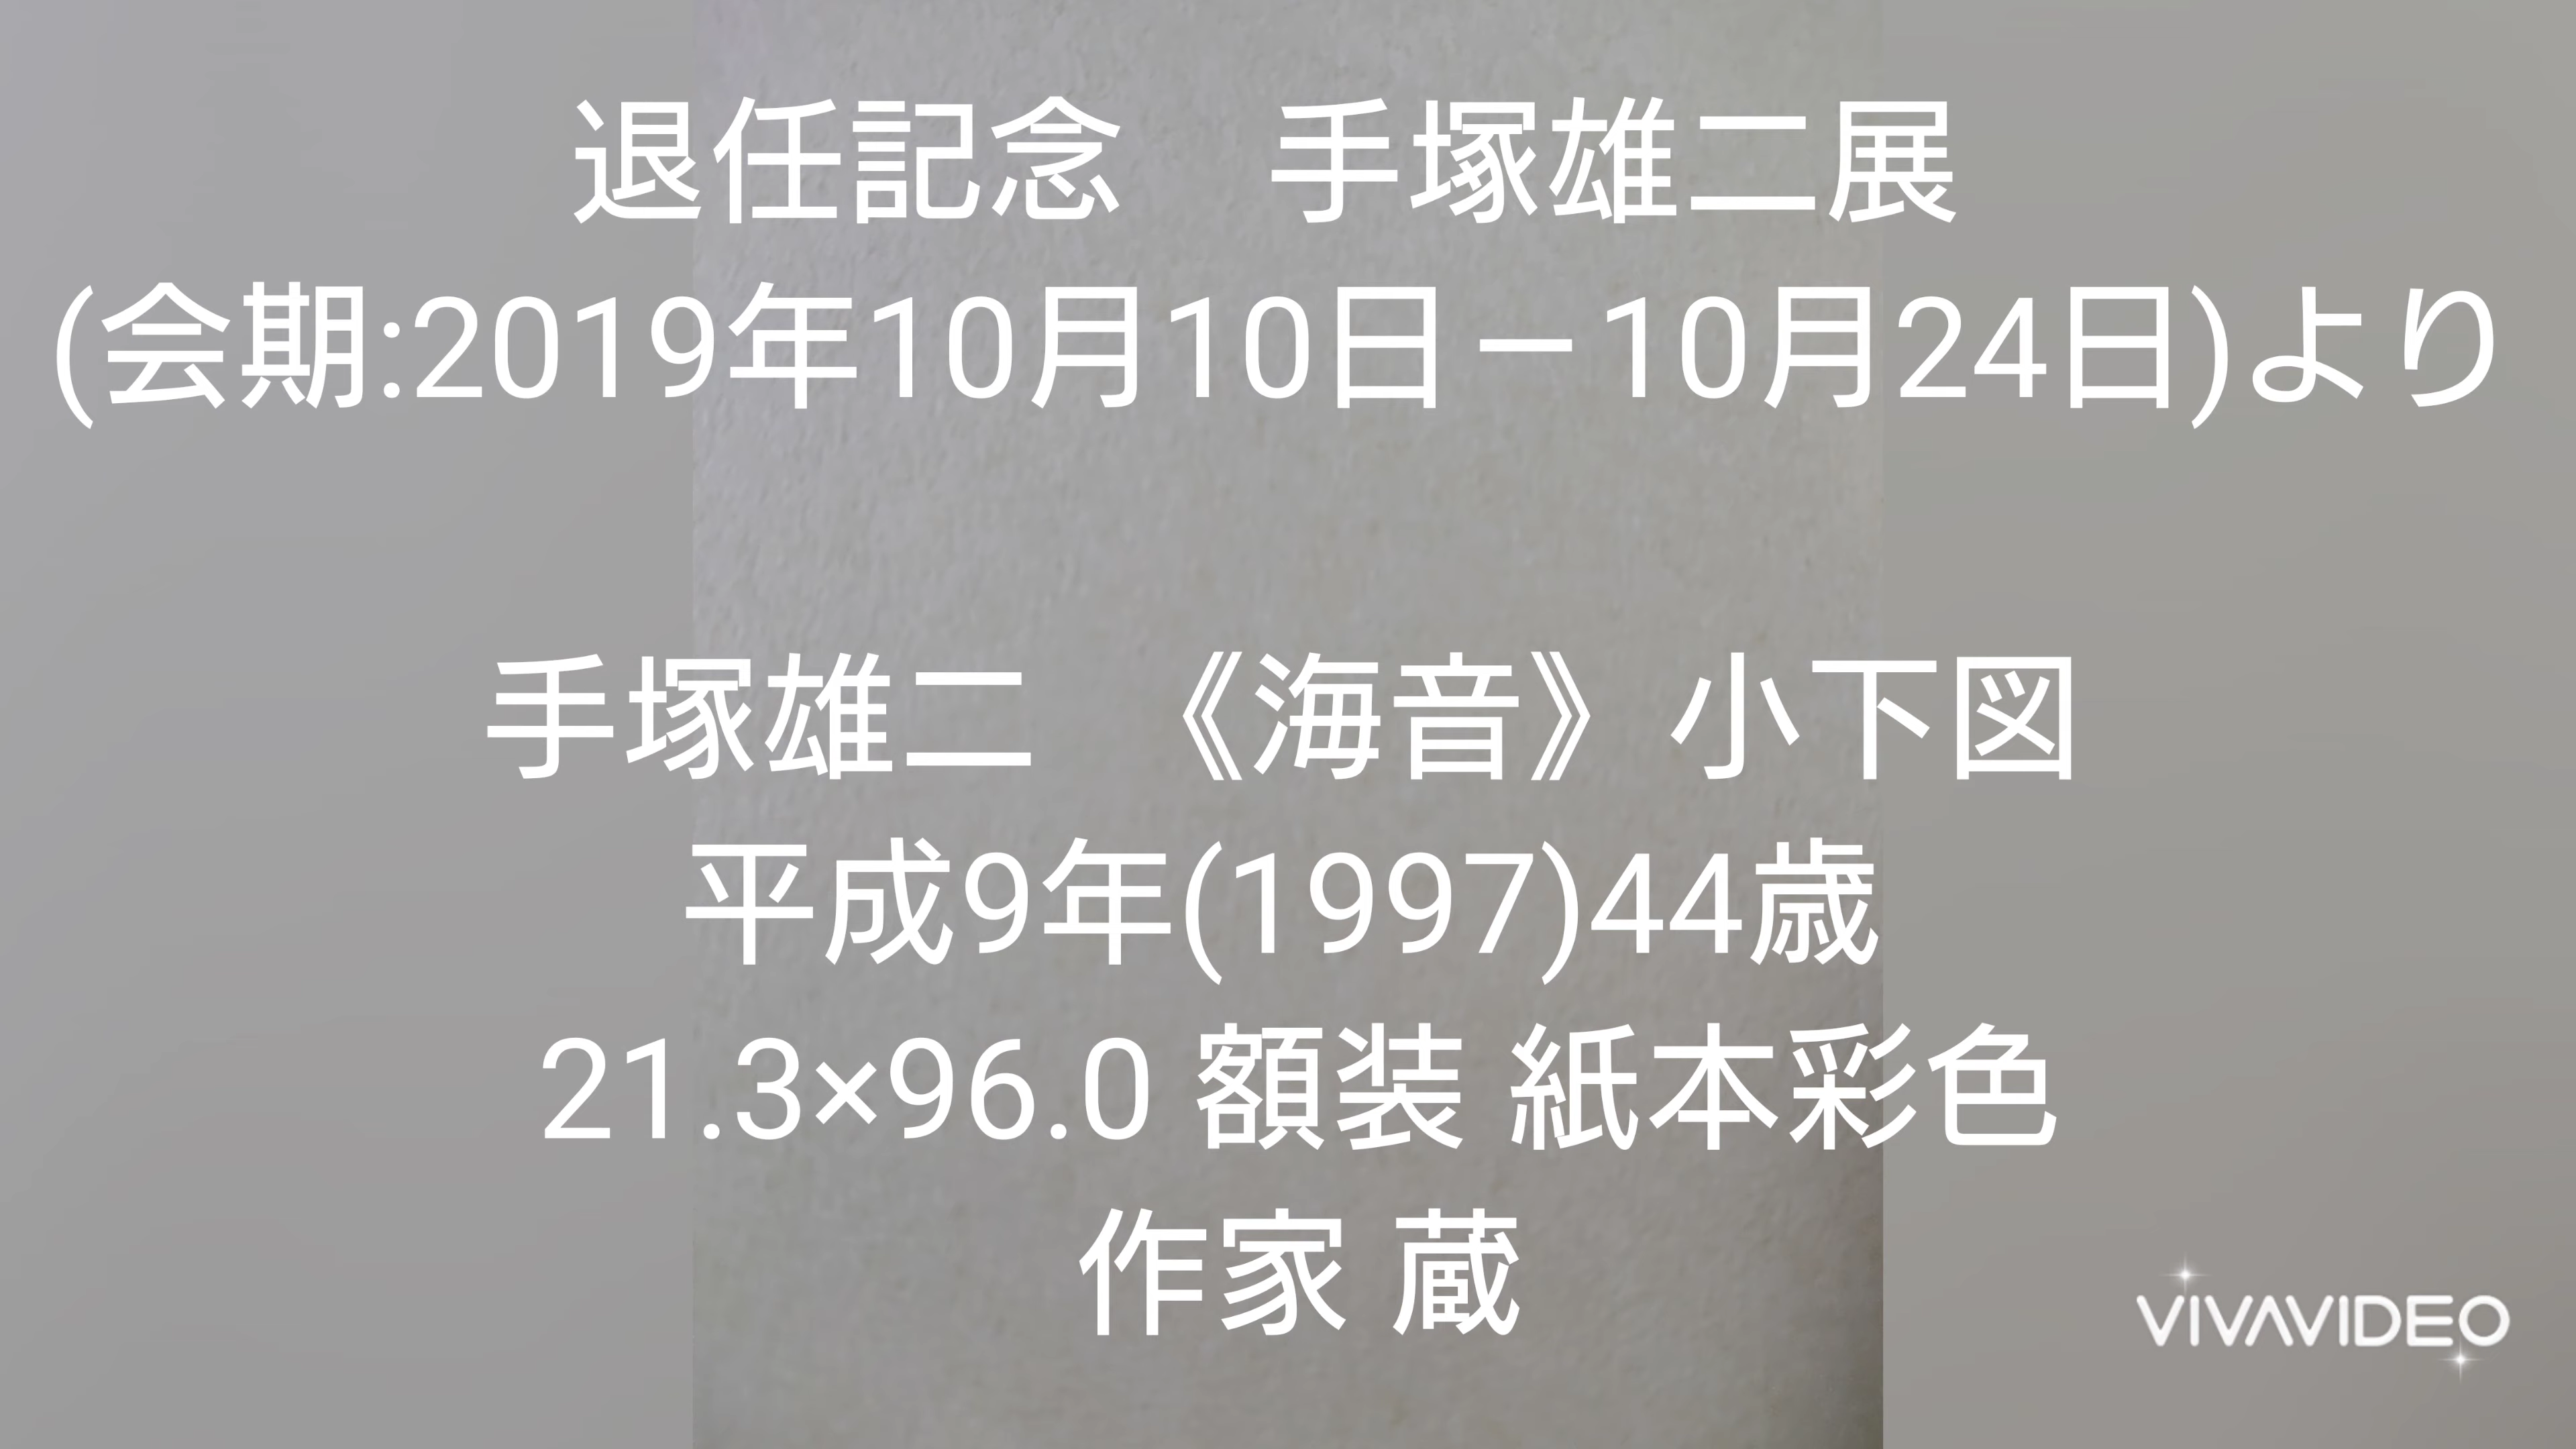 退任記念　手塚雄二展
(会期:2019年10月10日－10月24日)より
手塚雄二　《海音》小下図
平成9年(1997)44歳
21.3×96.0 額装 紙本彩色
作家 蔵
VIVAVIDEO